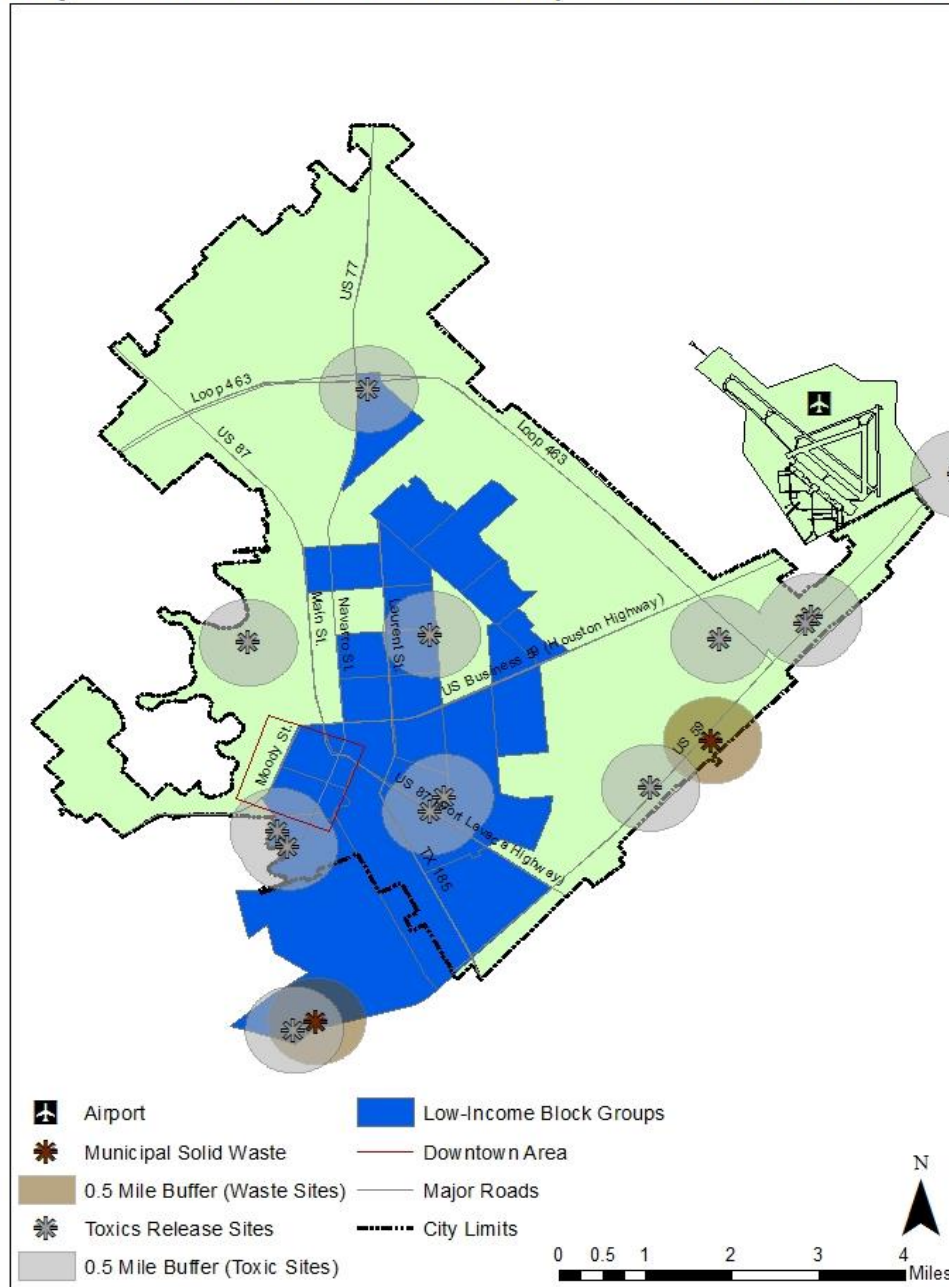 US 77
Loop 463
US 87
Loop 463
Main St.
Navarro St.
Laurent St.
US Business 59 (Houston Highway)
Moody St.
US 59
US 87 (Port Lavaca Highway)
TX 185
Airport
Municipal Solid Waste
0.5 Mile Buffer (Waste Sites)
Toxics Release Sites
0.5 Mile Buffer (Toxic Sites)
Low-Income Block Groups
Downtown Area
Major Roads
City Limits
N
0 0.5 1 2 3 4
Miles